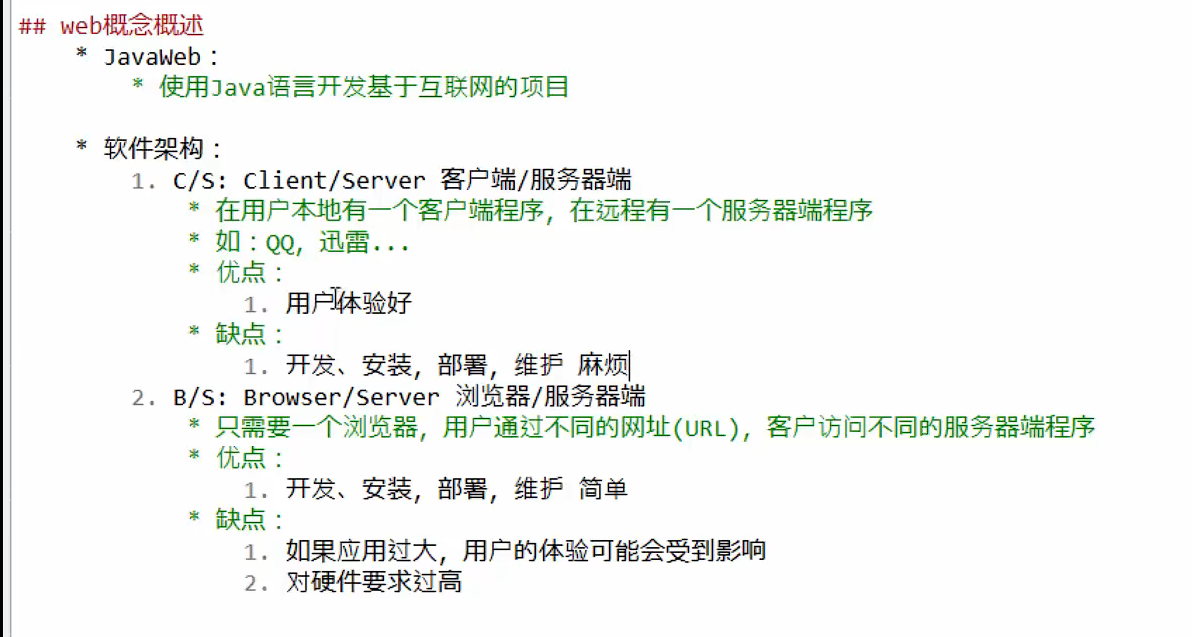 ## web概念概述
* JavaWeb：
* 使用Java语言开发基于互联网的项目
* 软件架构：
1. C/S: Client/Server 客户端/服务器端
* 在用户本地有一个客户端程序，在远程有一个服务器端程序
* 如：QQ，迅雷...
* 优点：
1. 用户体验好
* 缺点：
1. 开发、安装，部署，维护 麻烦
2. B/S: Browser/Server 浏览器/服务器端
* 只需要一个浏览器，用户通过不同的网址(URL)，客户访问不同的服务器端程序
* 优点：
1. 开发、安装，部署，维护 简单
* 缺点：
1. 如果应用过大，用户的体验可能会受到影响
2. 对硬件要求过高